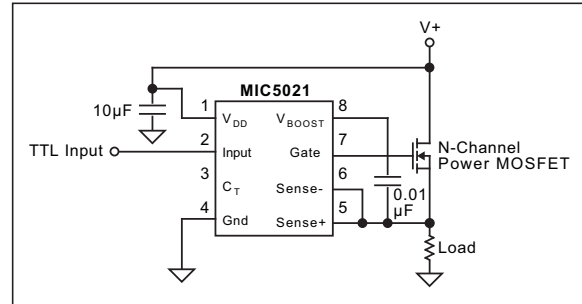 V+
MIC5021
10µF
1
V_DD
V_BOOST
8
2
TTL Input
Input
Gate
7
N-Channel
Power MOSFET
3
C_T
Sense-
6
0.01
µF
4
Gnd
Sense+
5
Load